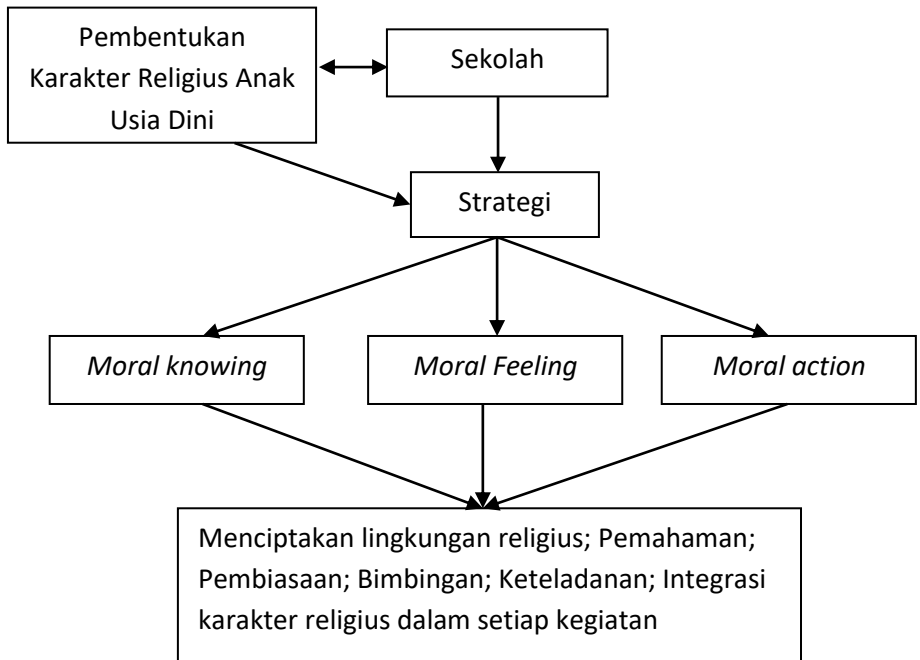 Pembentukan
Karakter Religius Anak
Usia Dini
Sekolah
Strategi
Moral knowing
Moral Feeling
Moral action
Menciptakan lingkungan religius; Pemahaman;
Pembiasaan; Bimbingan; Keteladanan; Integrasi
karakter religius dalam setiap kegiatan